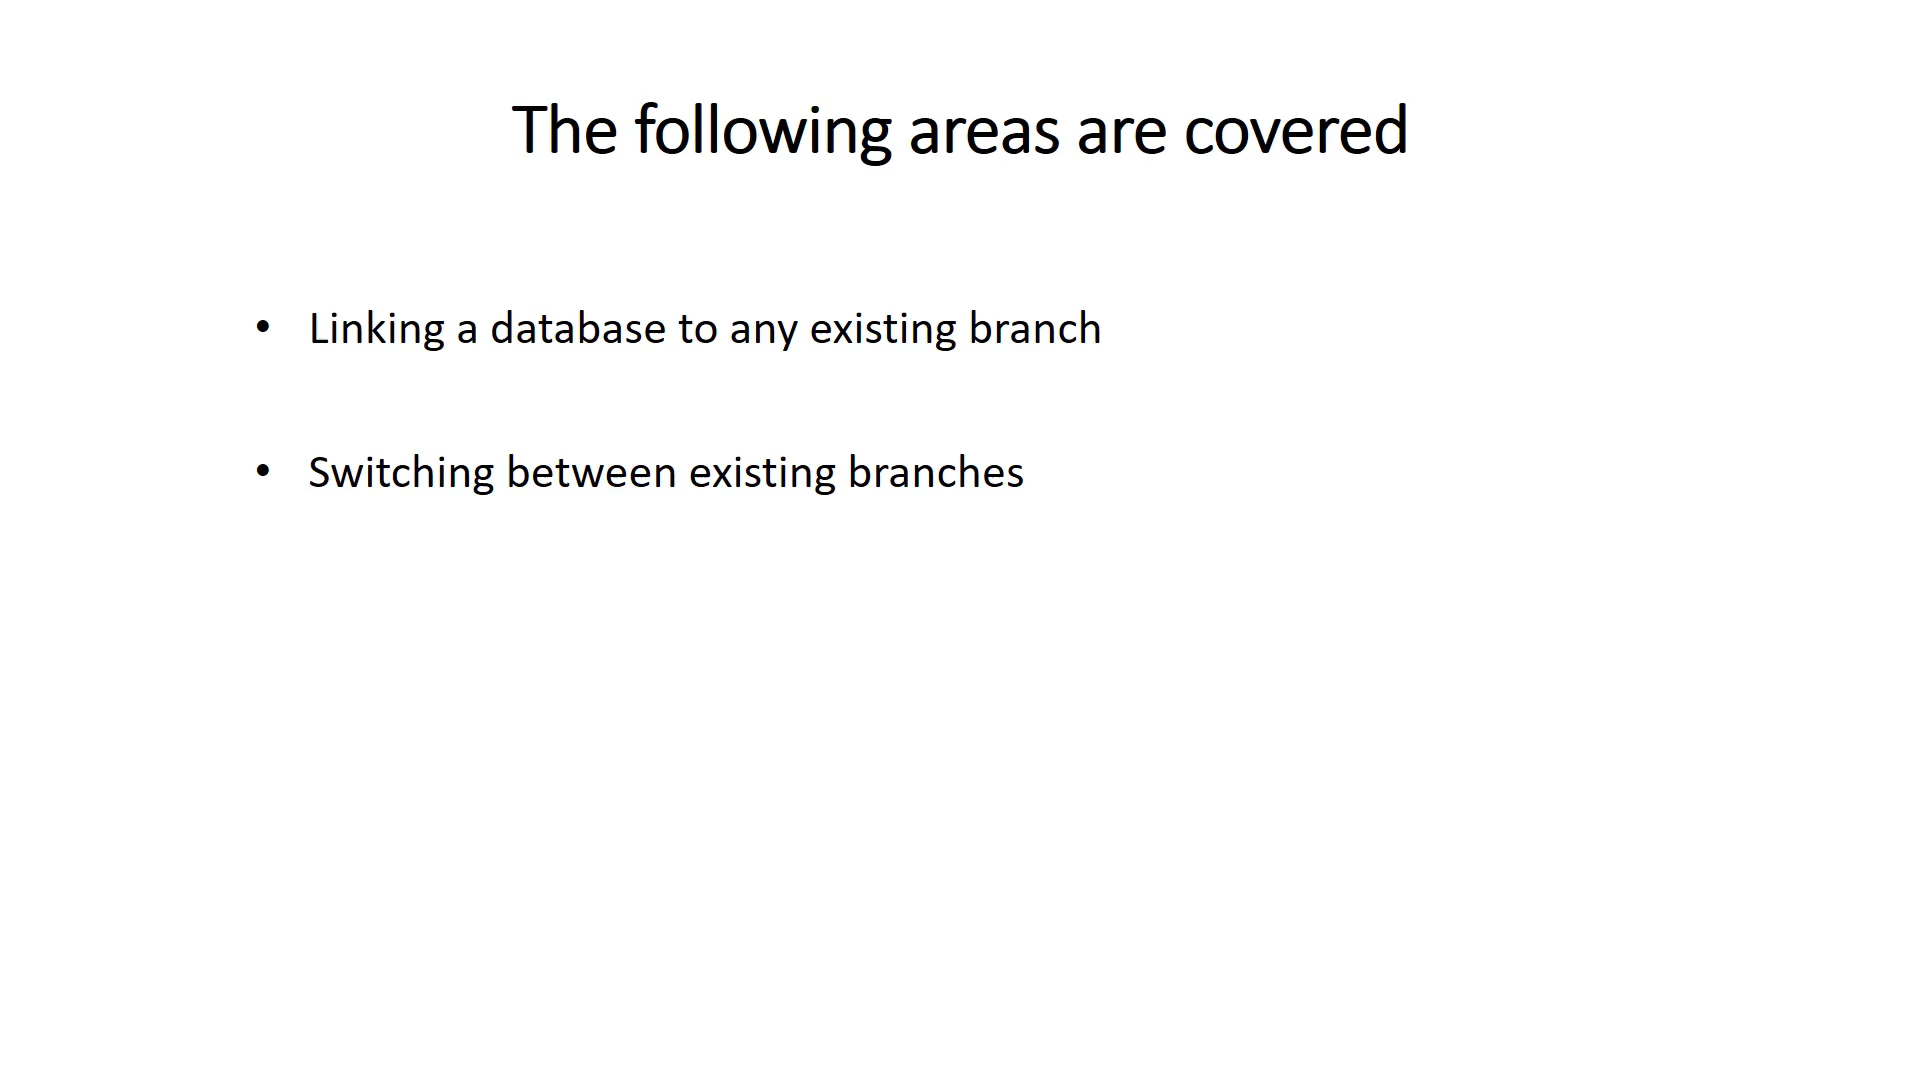 The following areas are covered
• Linking a database to any existing branch
• Switching between existing branches